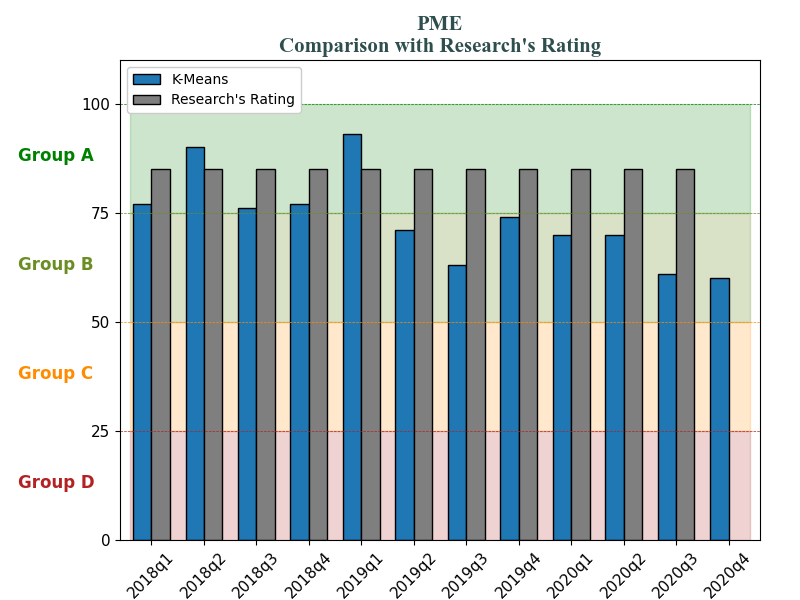 PME
Comparison with Research's Rating
K-Means
Research's Rating
100
Group A
75
Group B
50
Group C
25
Group D
0
2018q1
2018q2
2018q3
2018q4
2019q1
2019q2
2019q3
2019q4
2020q1
2020q2
2020q3
2020q4